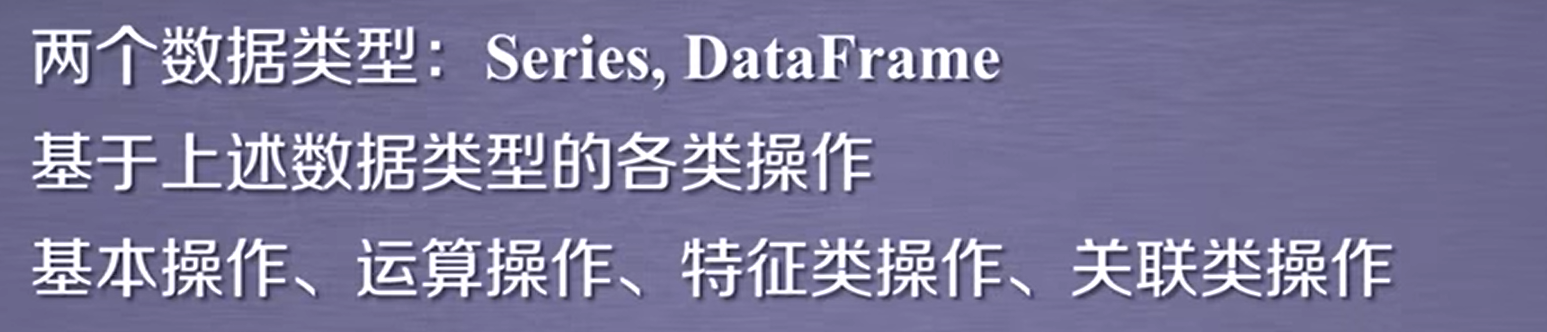 两个数据类型：Series, DataFrame
基于上述数据类型的各类操作
基本操作、运算操作、特征类操作、关联类操作